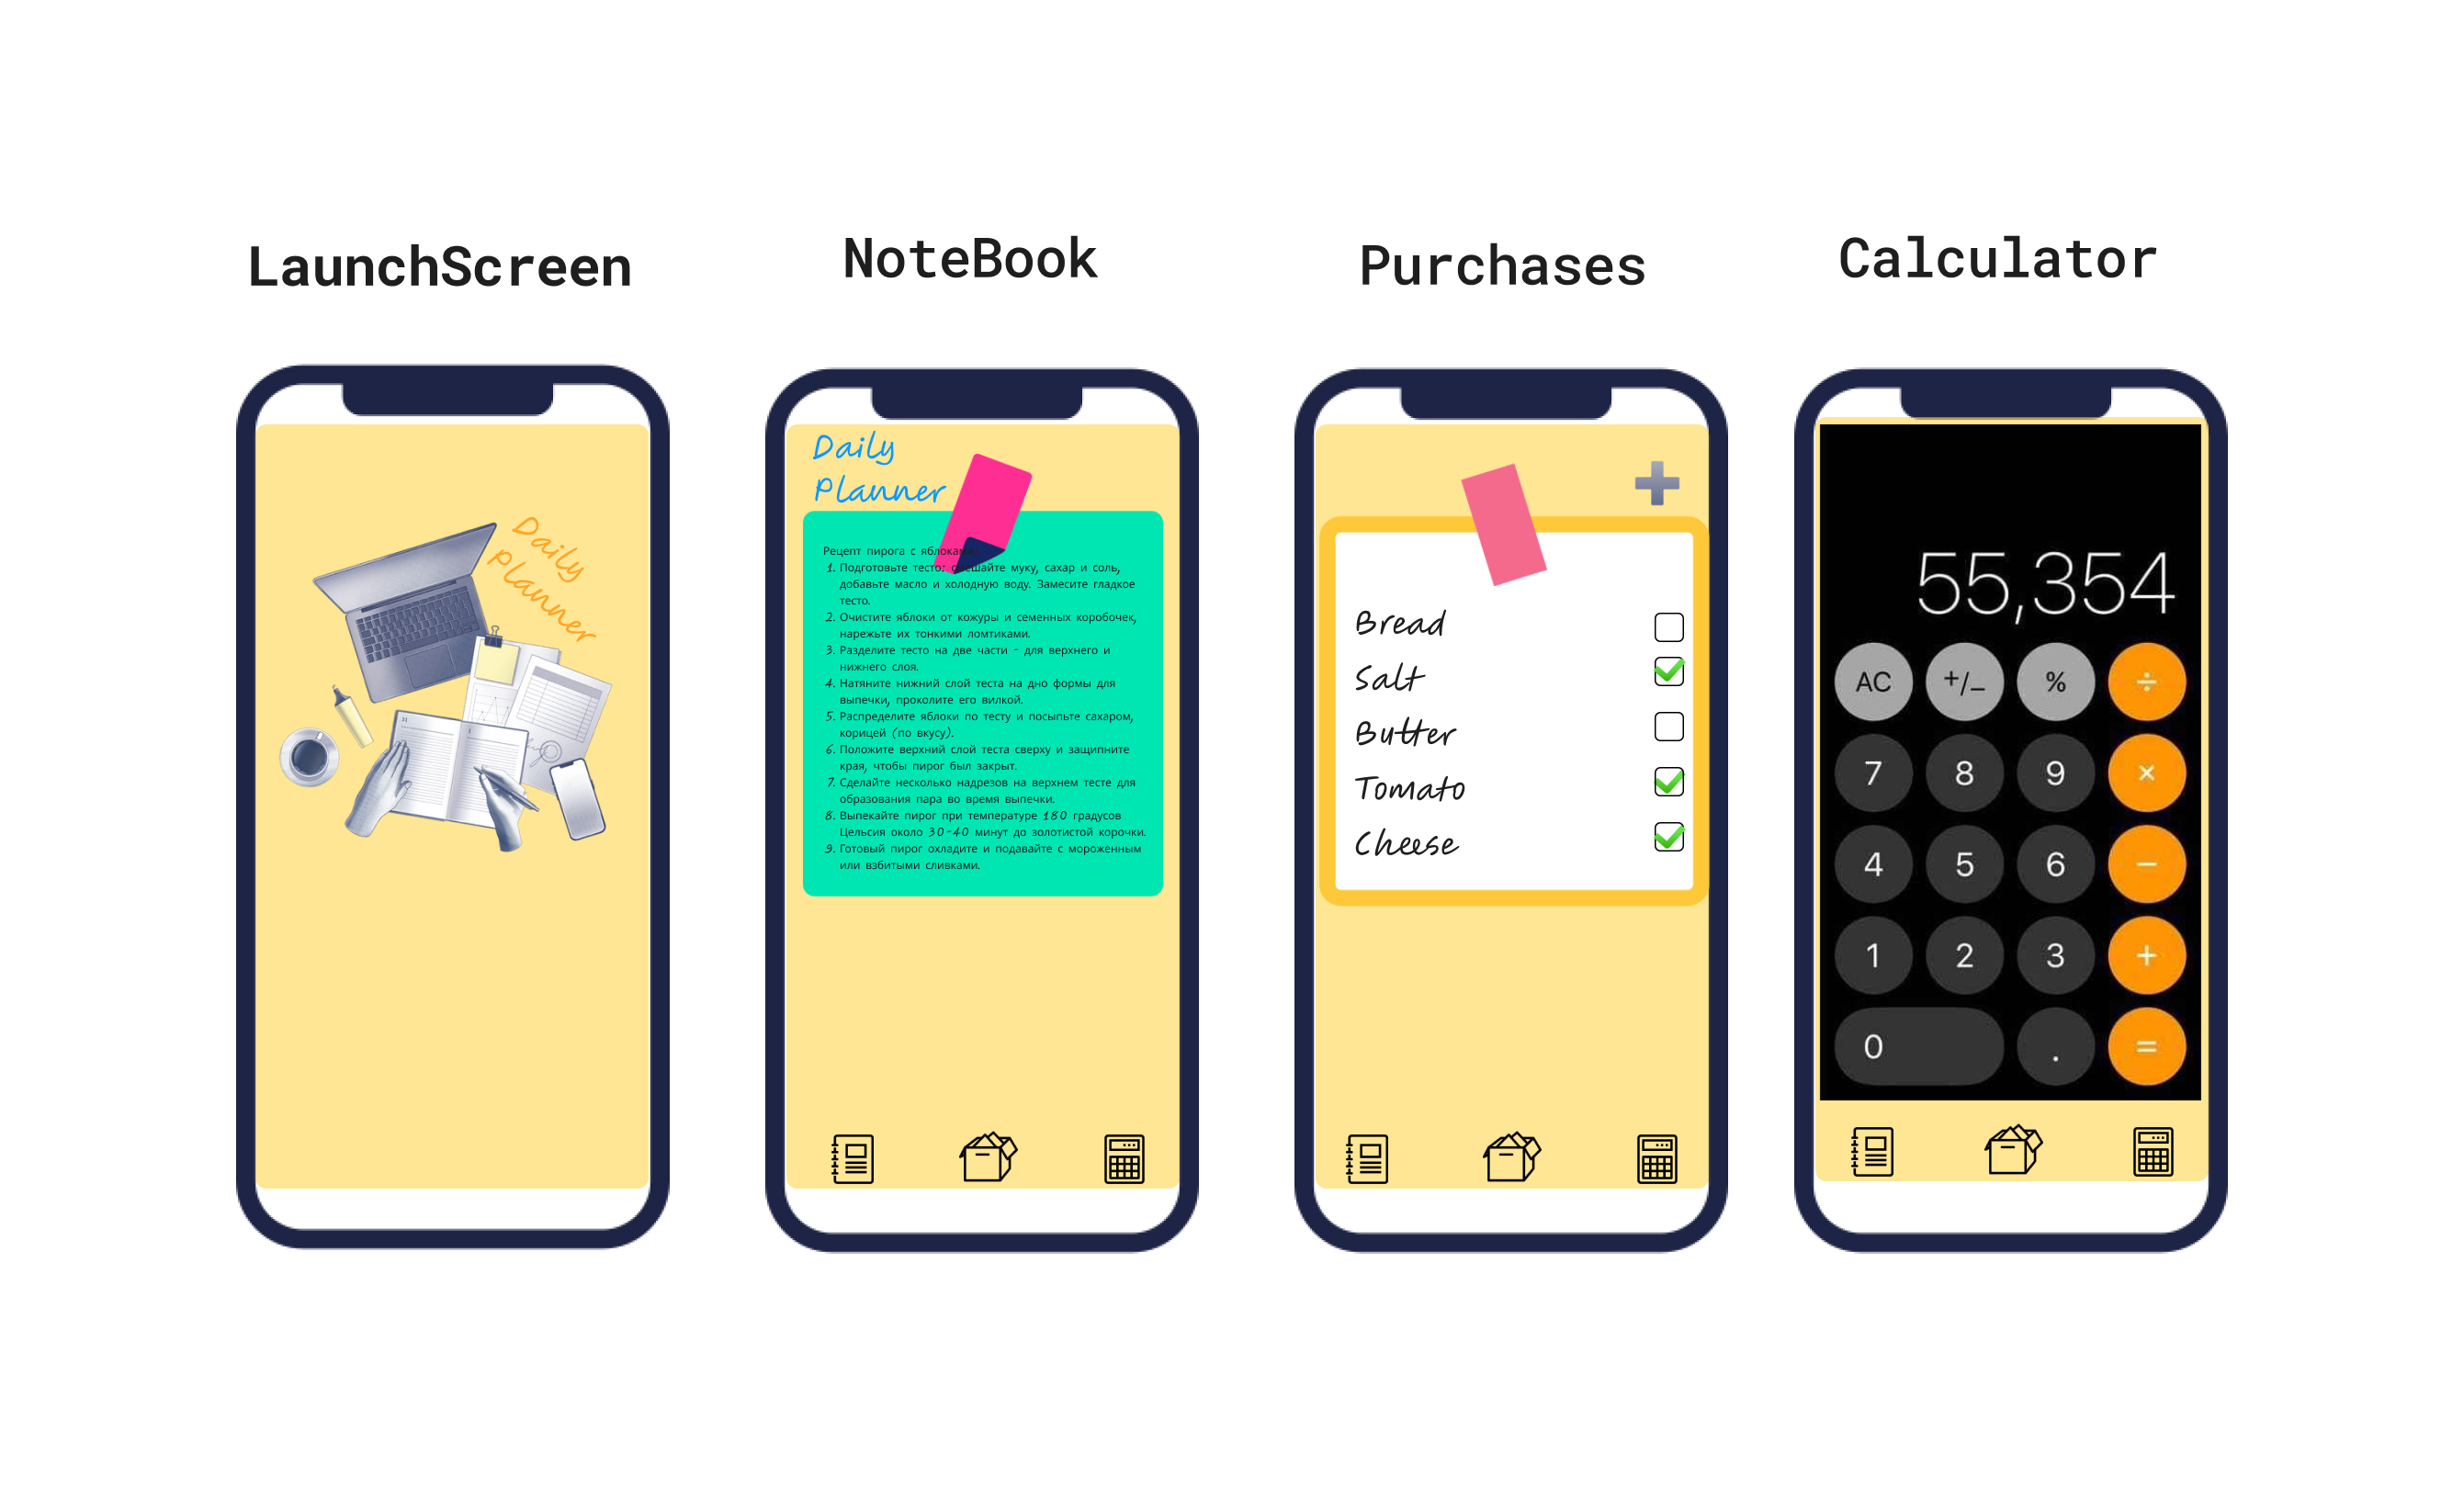 LaunchScreen
NoteBook
Purchases
Calculator
Daily
planner
Daily
Planner
Рецепт пирога с яблоками
1. Подготовьте тесто: смешайте муку, сахар и соль,
добавьте масло и холодную воду. Замесите гладкое
тесто.
2. Очистите яблоки от кожуры и семенных коробочек,
нарежьте их тонкими ломтиками.
3. Разделите тесто на две части - для верхнего и
нижнего слоя.
4. Натяните нижний слой теста на дно формы для
выпечки, проколите его вилкой.
5. Распределите яблоки по тесту и посыпьте сахаром,
корицей (по вкусу).
6. Положите верхний слой теста сверху и защипните
края, чтобы пирог был закрыт.
7. Сделайте несколько надрезов на верхнем тесте для
образования пара во время выпечки.
8. Выпекайте пирог при температуре 180 градусов
Цельсия около 30-40 минут до золотистой корочки.
9. Готовый пирог охладите и подавайте с мороженным
или взбитыми сливками.
Bread
Salt
Butter
Tomato
Cheese
55,354
AC +/− % ÷
7 8 9 ×
4 5 6 −
1 2 3 +
0 . =